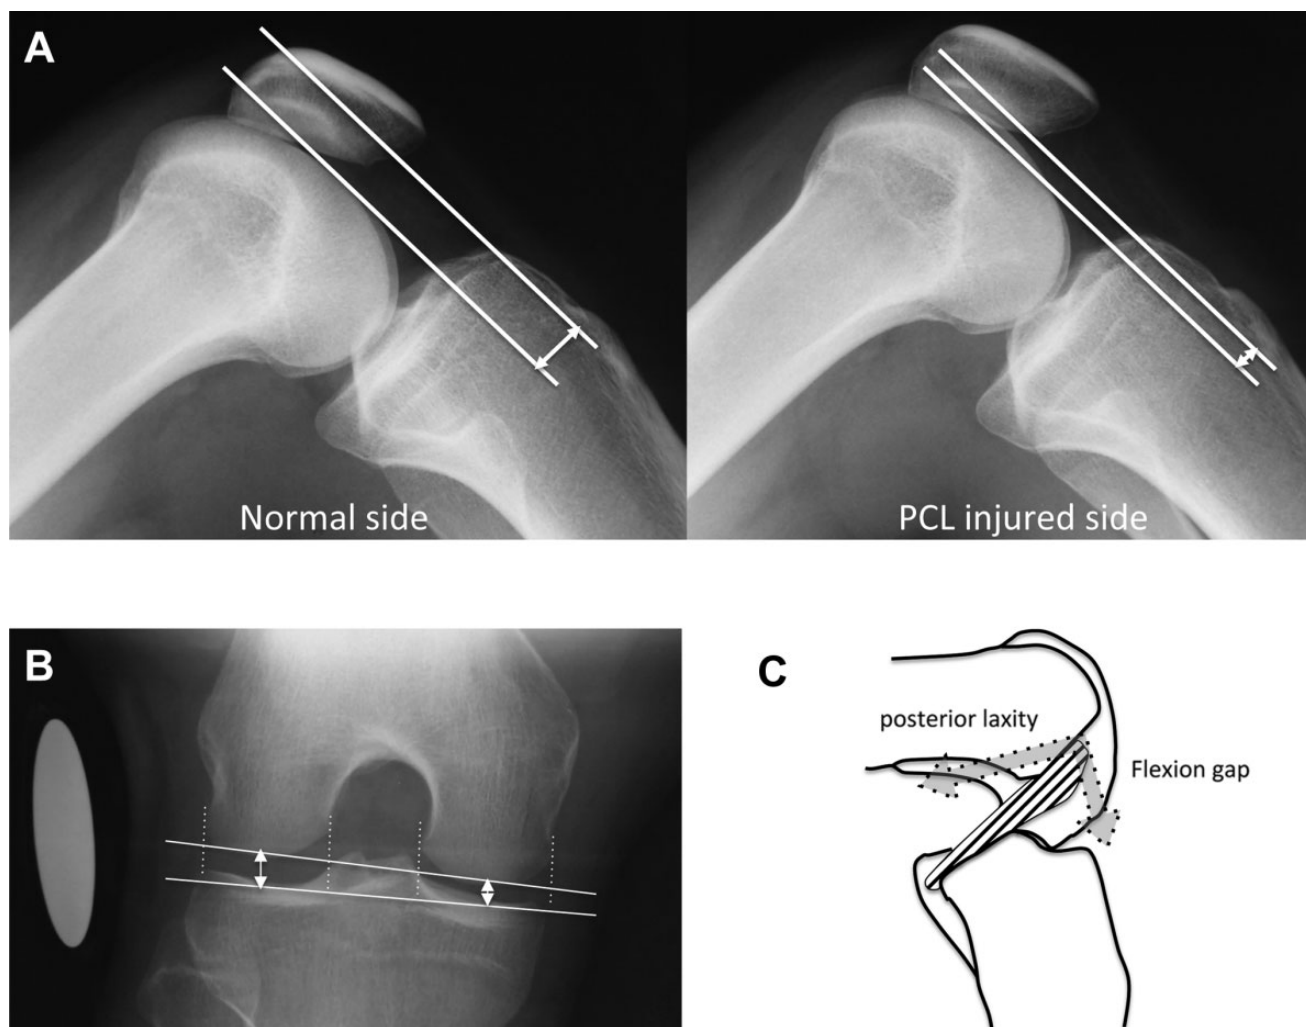 A
Normal side
PCL injured side
B
C
posterior laxity
Flexion gap